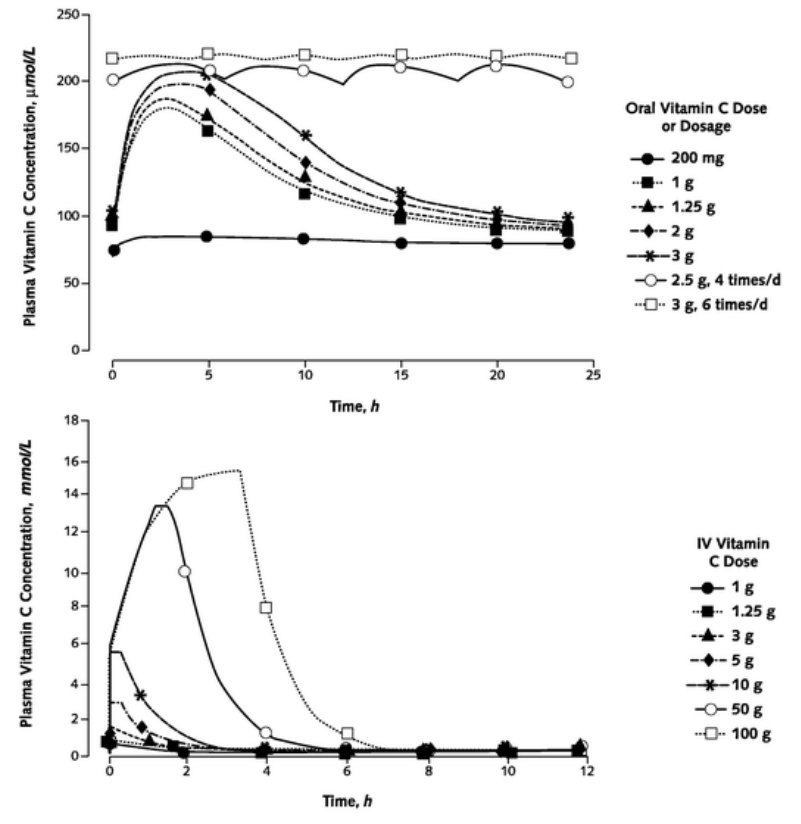 Plasma Vitamin C Concentration, µmol/L
250
200
150
100
50
0
0
5
10
15
20
25
Time, h
Oral Vitamin C Dose
or Dosage
200 mg
1 g
1.25 g
2 g
3 g
2.5 g, 4 times/d
3 g, 6 times/d
Plasma Vitamin C Concentration, mmol/L
18
16
14
12
10
8
6
4
2
0
0
2
4
6
8
10
12
Time, h
IV Vitamin
C Dose
1 g
1.25 g
3 g
5 g
10 g
50 g
100 g